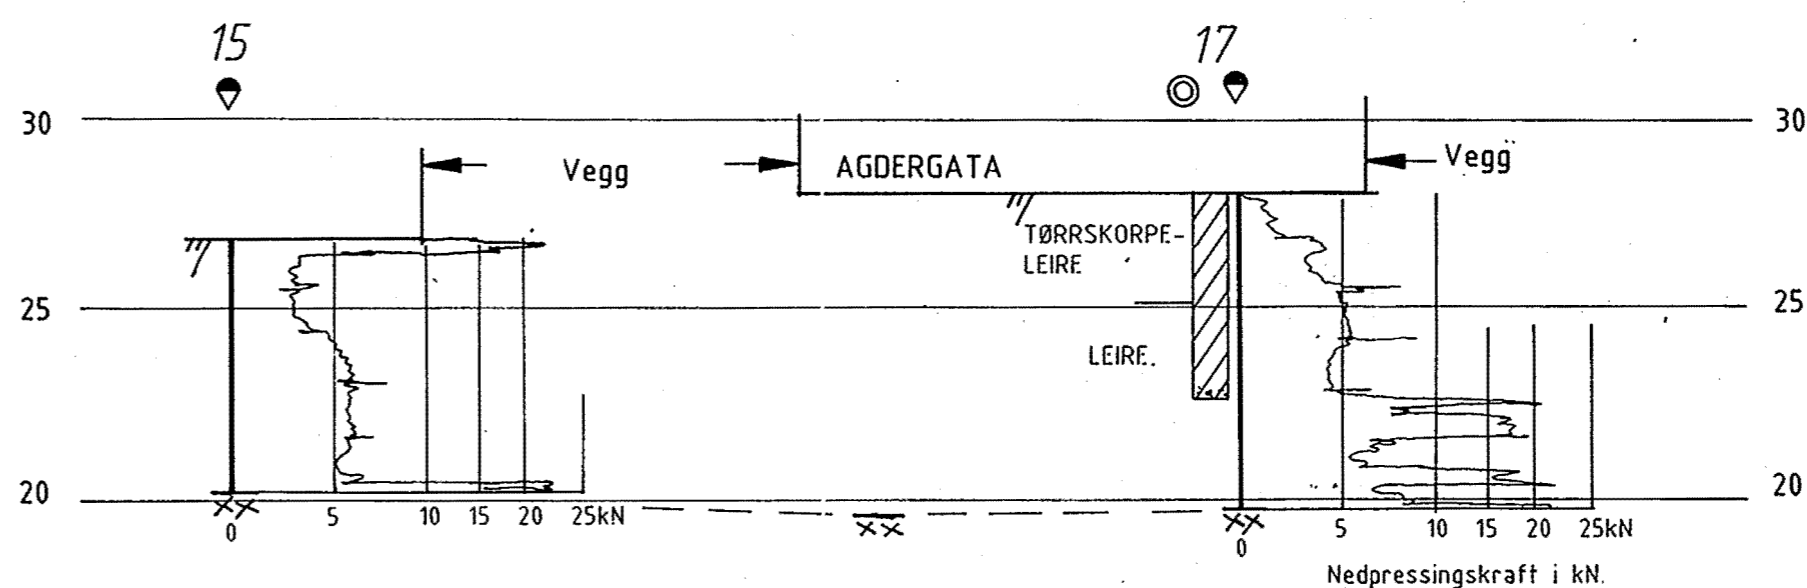 15 17
30 30
Vegg AGDERGATA Vegg
TØRRSKORPE-
LEIRE
25 25
LEIRE.
20 20
0 5 10 15 20 25kN 0 5 10 15 20 25kN
Nedpressingskraft i kN.